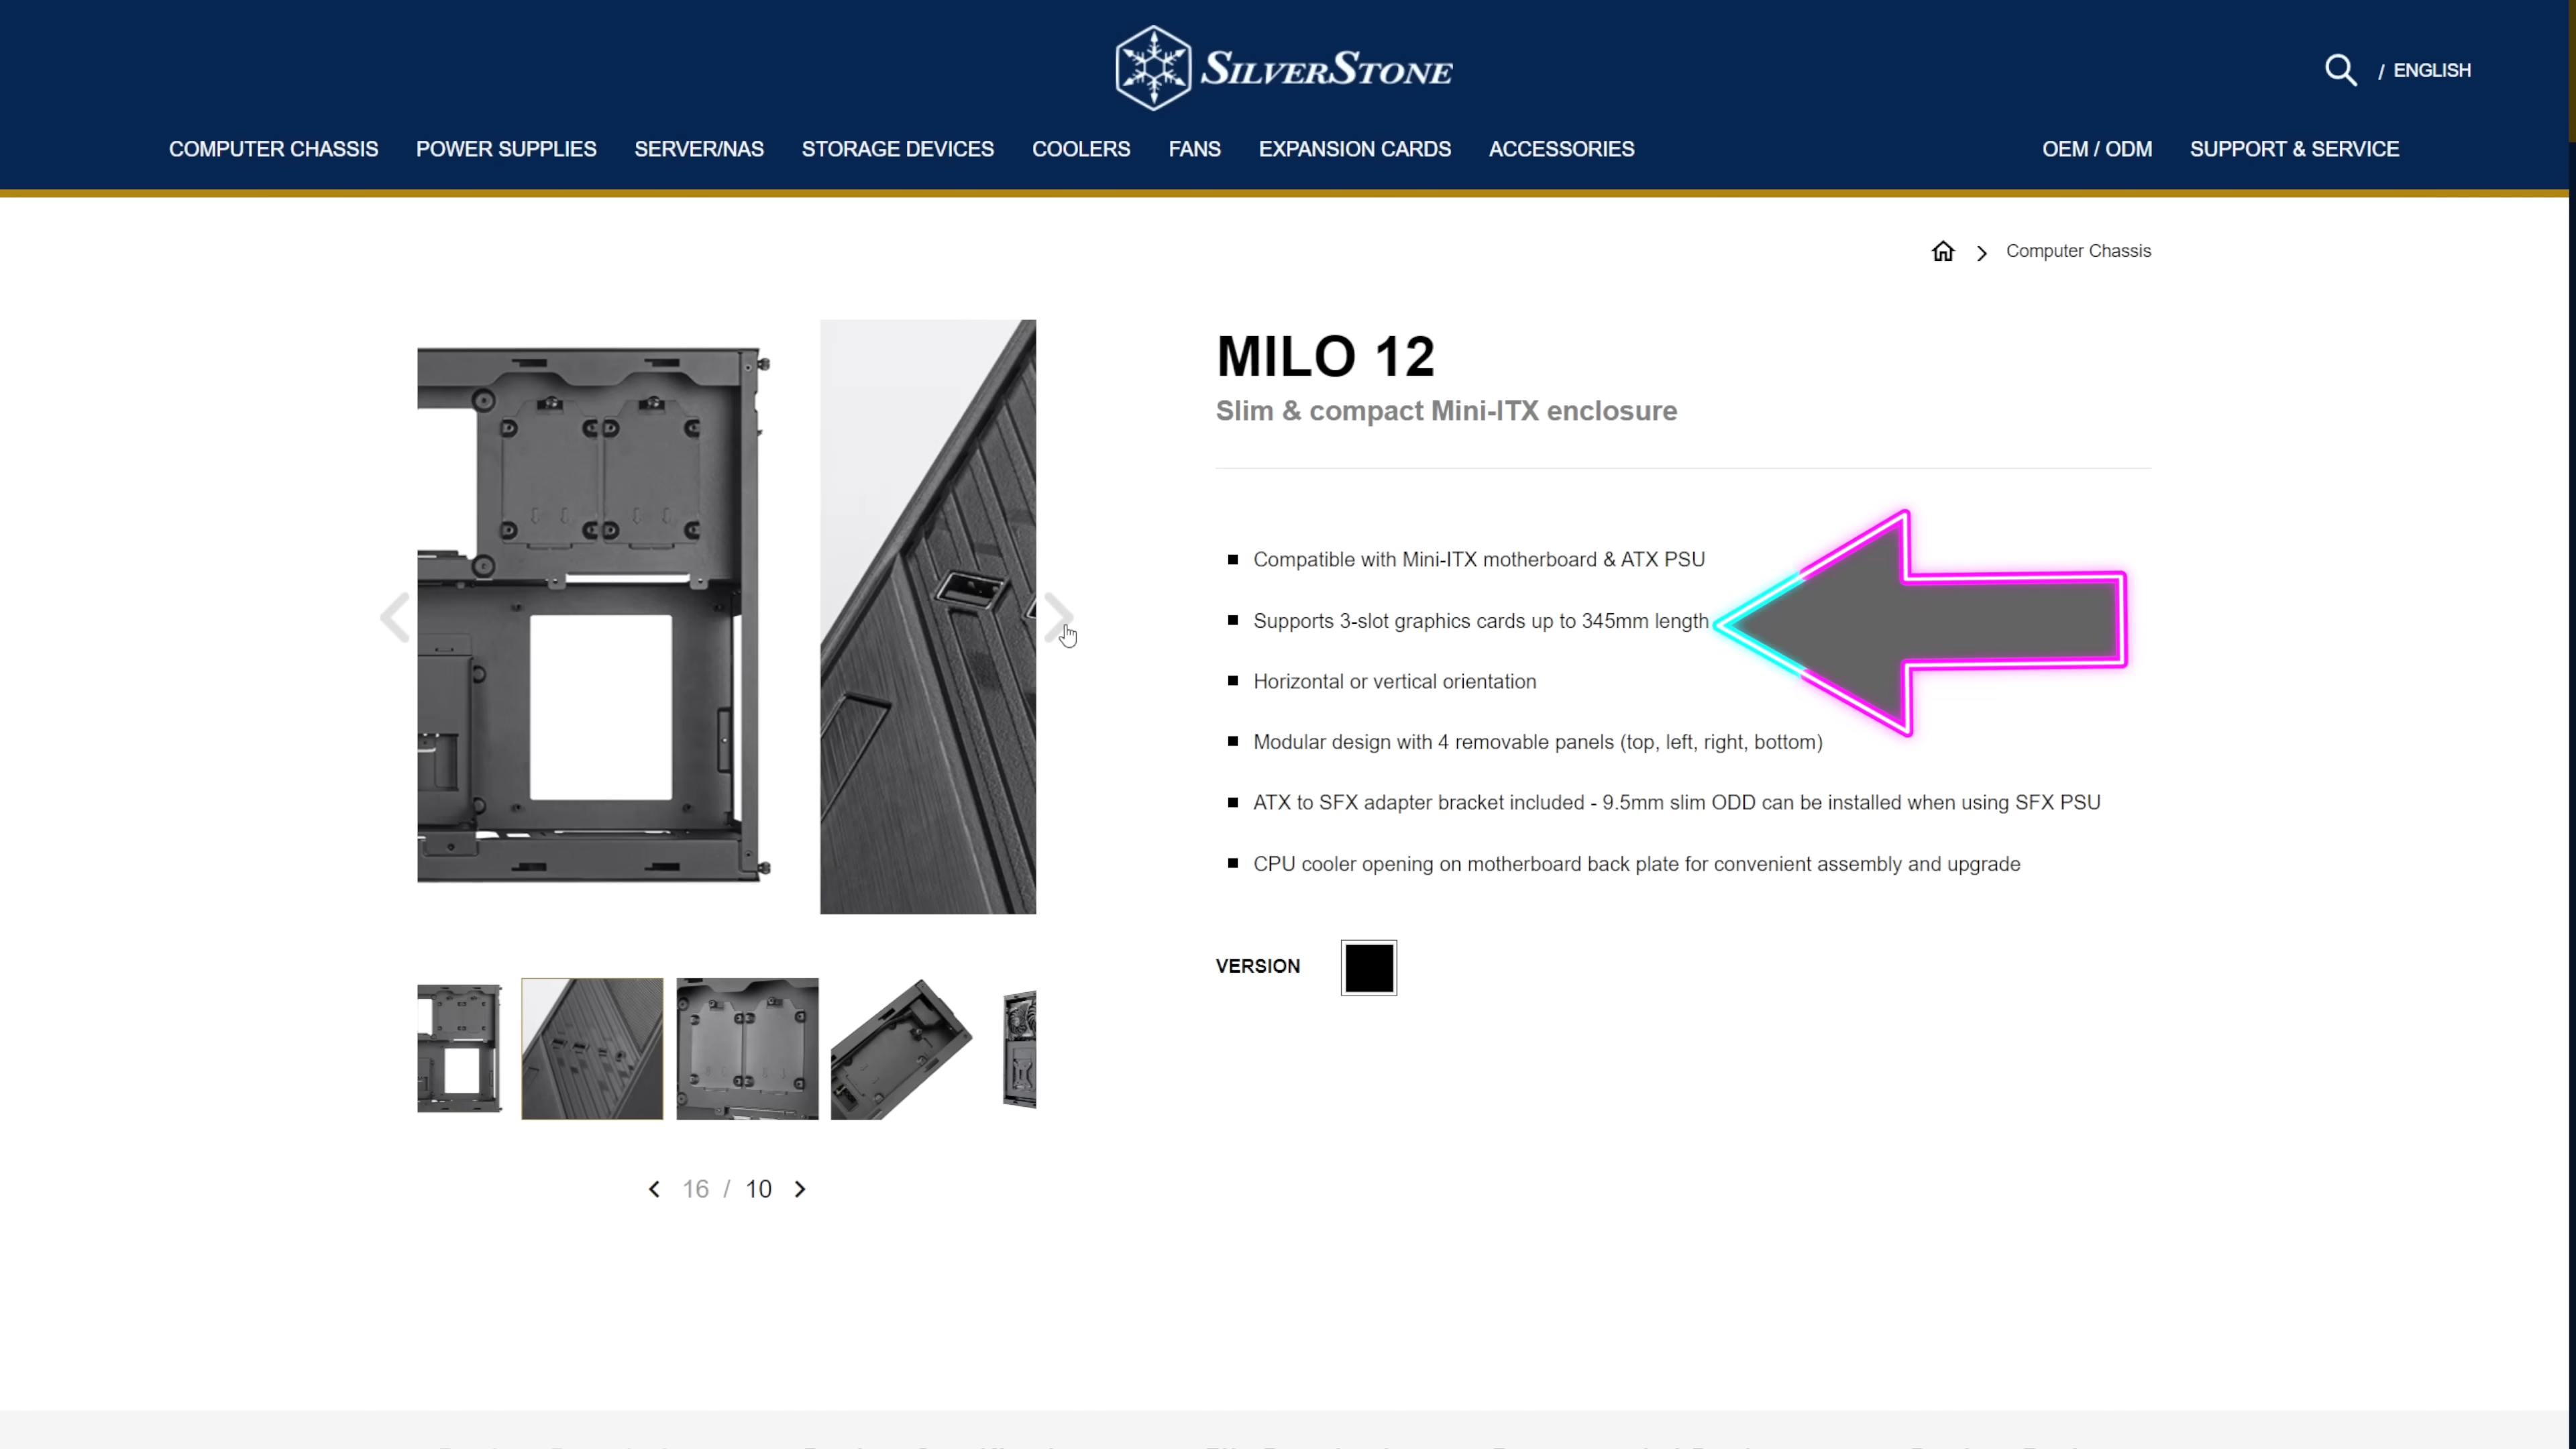 SILVERSTONE
/ ENGLISH
COMPUTER CHASSIS POWER SUPPLIES SERVER/NAS STORAGE DEVICES COOLERS FANS EXPANSION CARDS ACCESSORIES OEM / ODM SUPPORT & SERVICE
Computer Chassis
MILO 12
Slim & compact Mini-ITX enclosure
Compatible with Mini-ITX motherboard & ATX PSU
Supports 3-slot graphics cards up to 345mm length
Horizontal or vertical orientation
Modular design with 4 removable panels (top, left, right, bottom)
ATX to SFX adapter bracket included - 9.5mm slim ODD can be installed when using SFX PSU
CPU cooler opening on motherboard back plate for convenient assembly and upgrade
VERSION
16 / 10